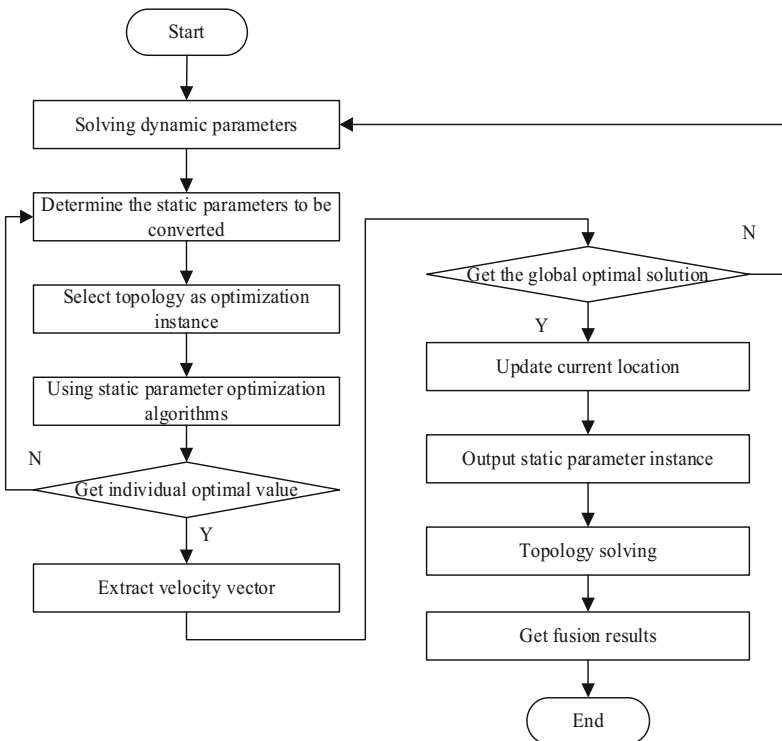 Start
Solving dynamic parameters
Determine the static parameters to be
converted
Select topology as optimization
instance
Using static parameter optimization
algorithms
N
Get individual optimal value
Y
Extract velocity vector
N
Get the global optimal solution
Y
Update current location
Output static parameter instance
Topology solving
Get fusion results
End